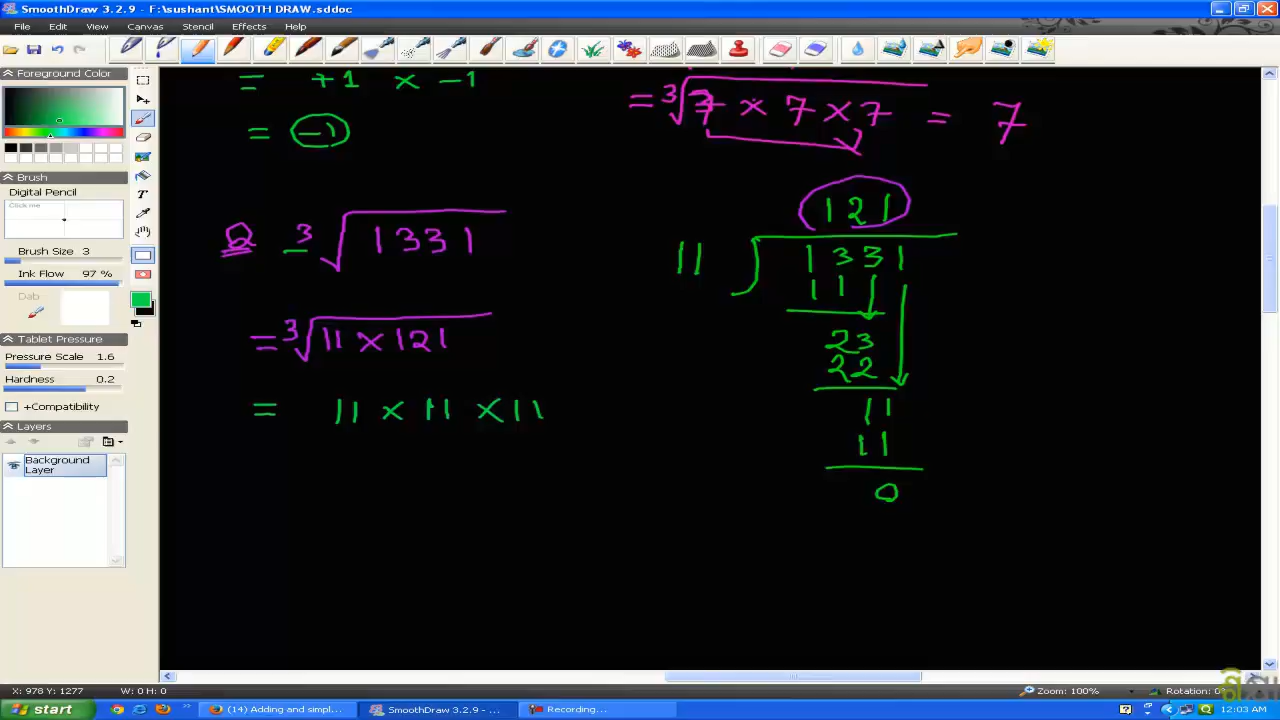 SmoothDraw 3.2.9 - F:\sushant\SMOOTH DRAW.sddoc
File Edit View Canvas Stencil Effects Help
Foreground Color
Brush
Digital Pencil
Click me
Brush Size 3
Ink Flow 97 %
Dab
Tablet Pressure
Pressure Scale 1.6
Hardness 0.2
+Compatibility
Layers
Background Layer
= +1 × -1
= -1
= ∛7 × 7 × 7 = 7
Q ∛1331
= ∛11 × 121
= 11 × 11 × 11
121
11 1331
11
23
22
11
11
0
X: 978 Y: 1277 W: 0 H: 0 Zoom: 100%
start (14) Adding and simpl... SmoothDraw 3.2.9 - ... Recording... 12:03 AM